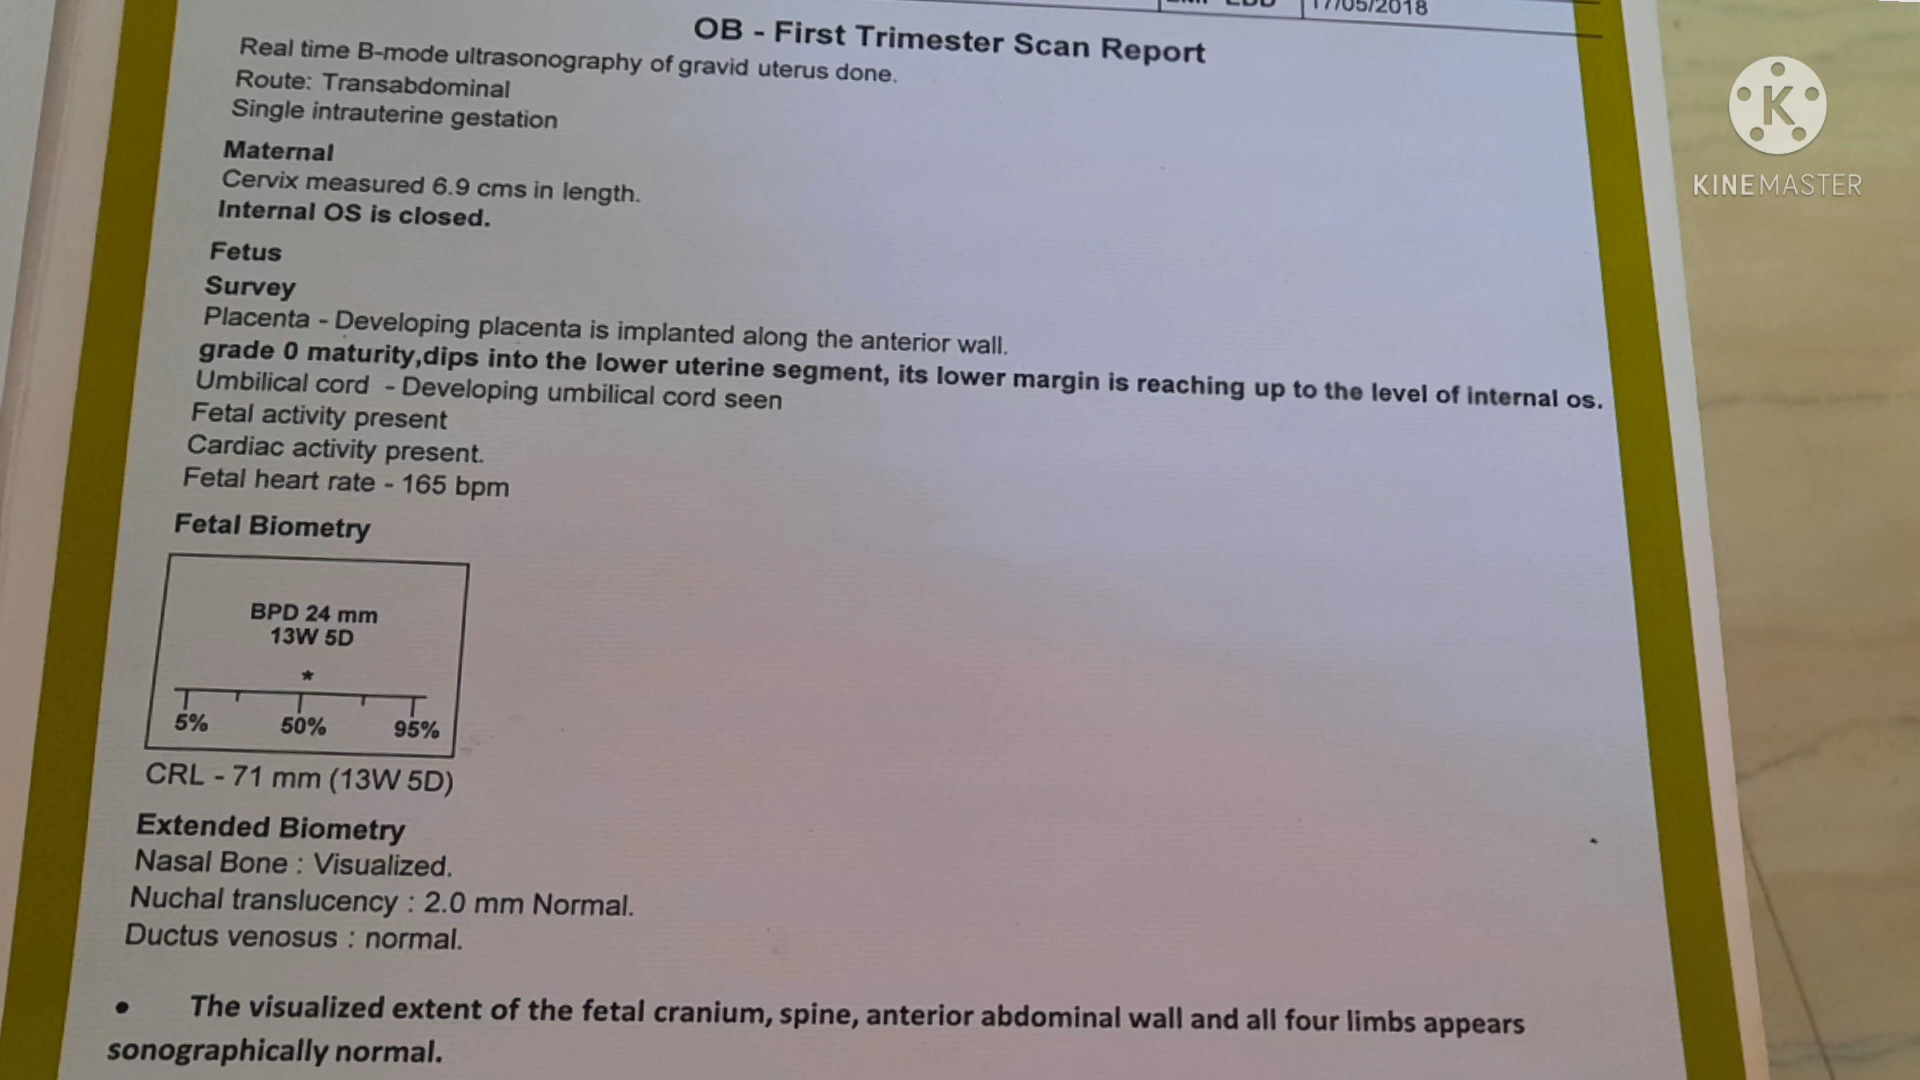 17/05/2018
OB - First Trimester Scan Report
Real time B-mode ultrasonography of gravid uterus done.
Route: Transabdominal
Single intrauterine gestation
Maternal
Cervix measured 6.9 cms in length.
Internal OS is closed.
Fetus
Survey
Placenta - Developing placenta is implanted along the anterior wall.
grade 0 maturity,dips into the lower uterine segment, its lower margin is reaching up to the level of internal os.
Umbilical cord - Developing umbilical cord seen
Fetal activity present
Cardiac activity present.
Fetal heart rate - 165 bpm
Fetal Biometry
BPD 24 mm
13W 5D
*
5% 50% 95%
CRL - 71 mm (13W 5D)
Extended Biometry
Nasal Bone : Visualized.
Nuchal translucency : 2.0 mm Normal.
Ductus venosus : normal.
• The visualized extent of the fetal cranium, spine, anterior abdominal wall and all four limbs appears
sonographically normal.
K
KINEMASTER